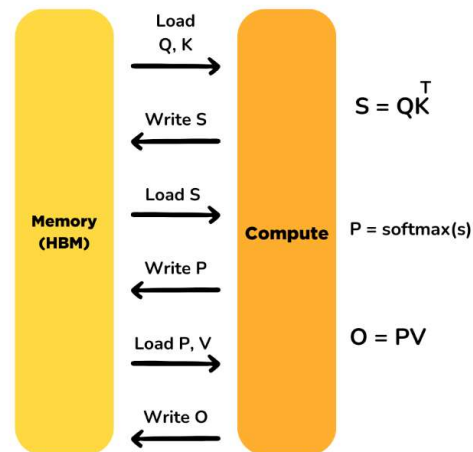 Load
Q, K
T
S = QK
Write S
Load S
Memory
(HBM)
Compute
P = softmax(s)
Write P
Load P, V
O = PV
Write O